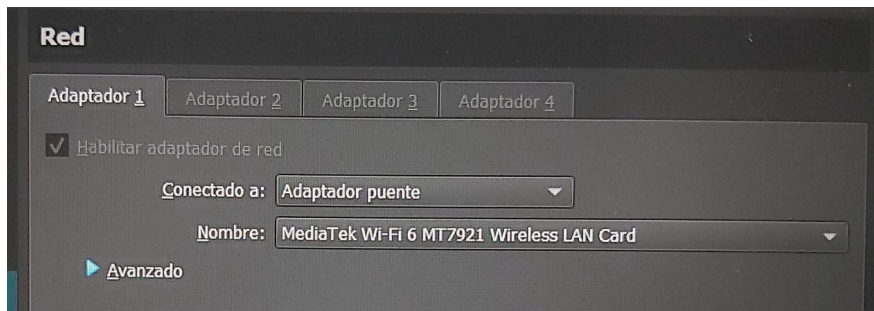 Red
Adaptador 1 Adaptador 2 Adaptador 3 Adaptador 4
Habilitar adaptador de red
Conectado a: Adaptador puente
Nombre: MediaTek Wi-Fi 6 MT7921 Wireless LAN Card
Avanzado